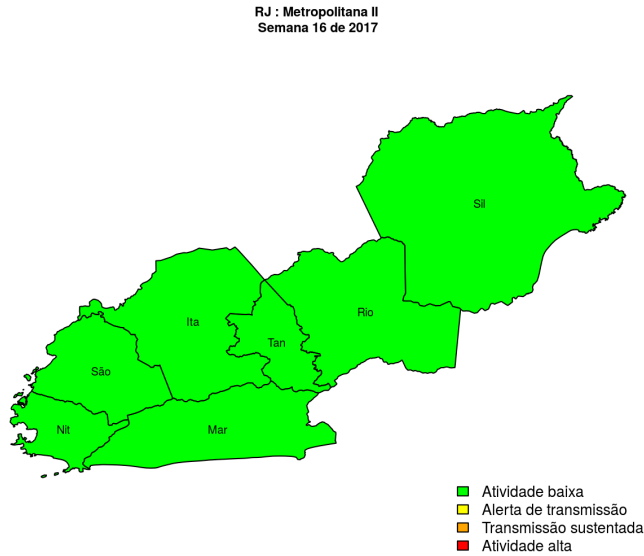 RJ : Metropolitana II
Semana 16 de 2017
Sil
Rio
Ita
Tan
São
Nit
Mar
Atividade baixa
Alerta de transmissão
Transmissão sustentada
Atividade alta